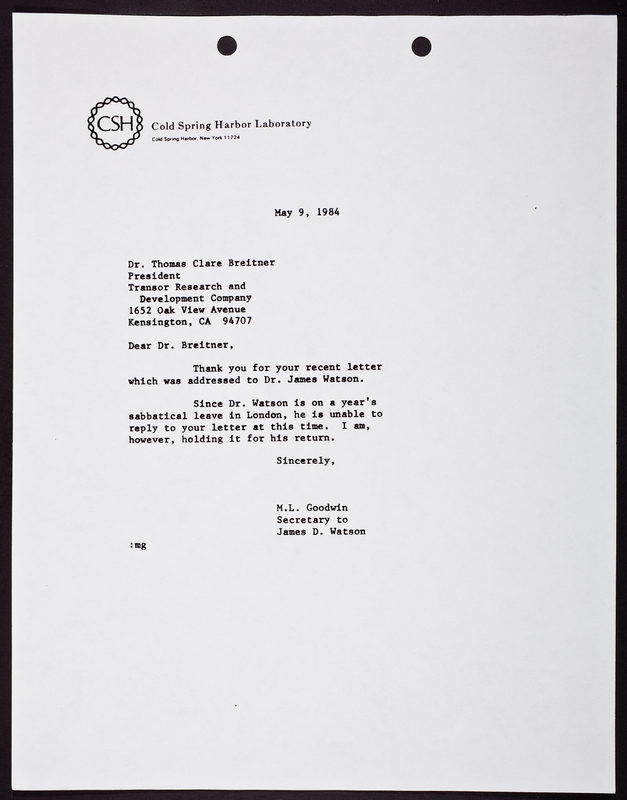 CSH
Cold Spring Harbor Laboratory
Cold Spring Harbor, New York 11724
May 9, 1984
Dr. Thomas Clare Breitner
President
Transor Research and
Development Company
1652 Oak View Avenue
Kensington, CA 94707
Dear Dr. Breitner,
Thank you for your recent letter
which was addressed to Dr. James Watson.
Since Dr. Watson is on a year's
sabbatical leave in London, he is unable to
reply to your letter at this time. I am,
however, holding it for his return.
Sincerely,
M.L. Goodwin
Secretary to
James D. Watson
:mg